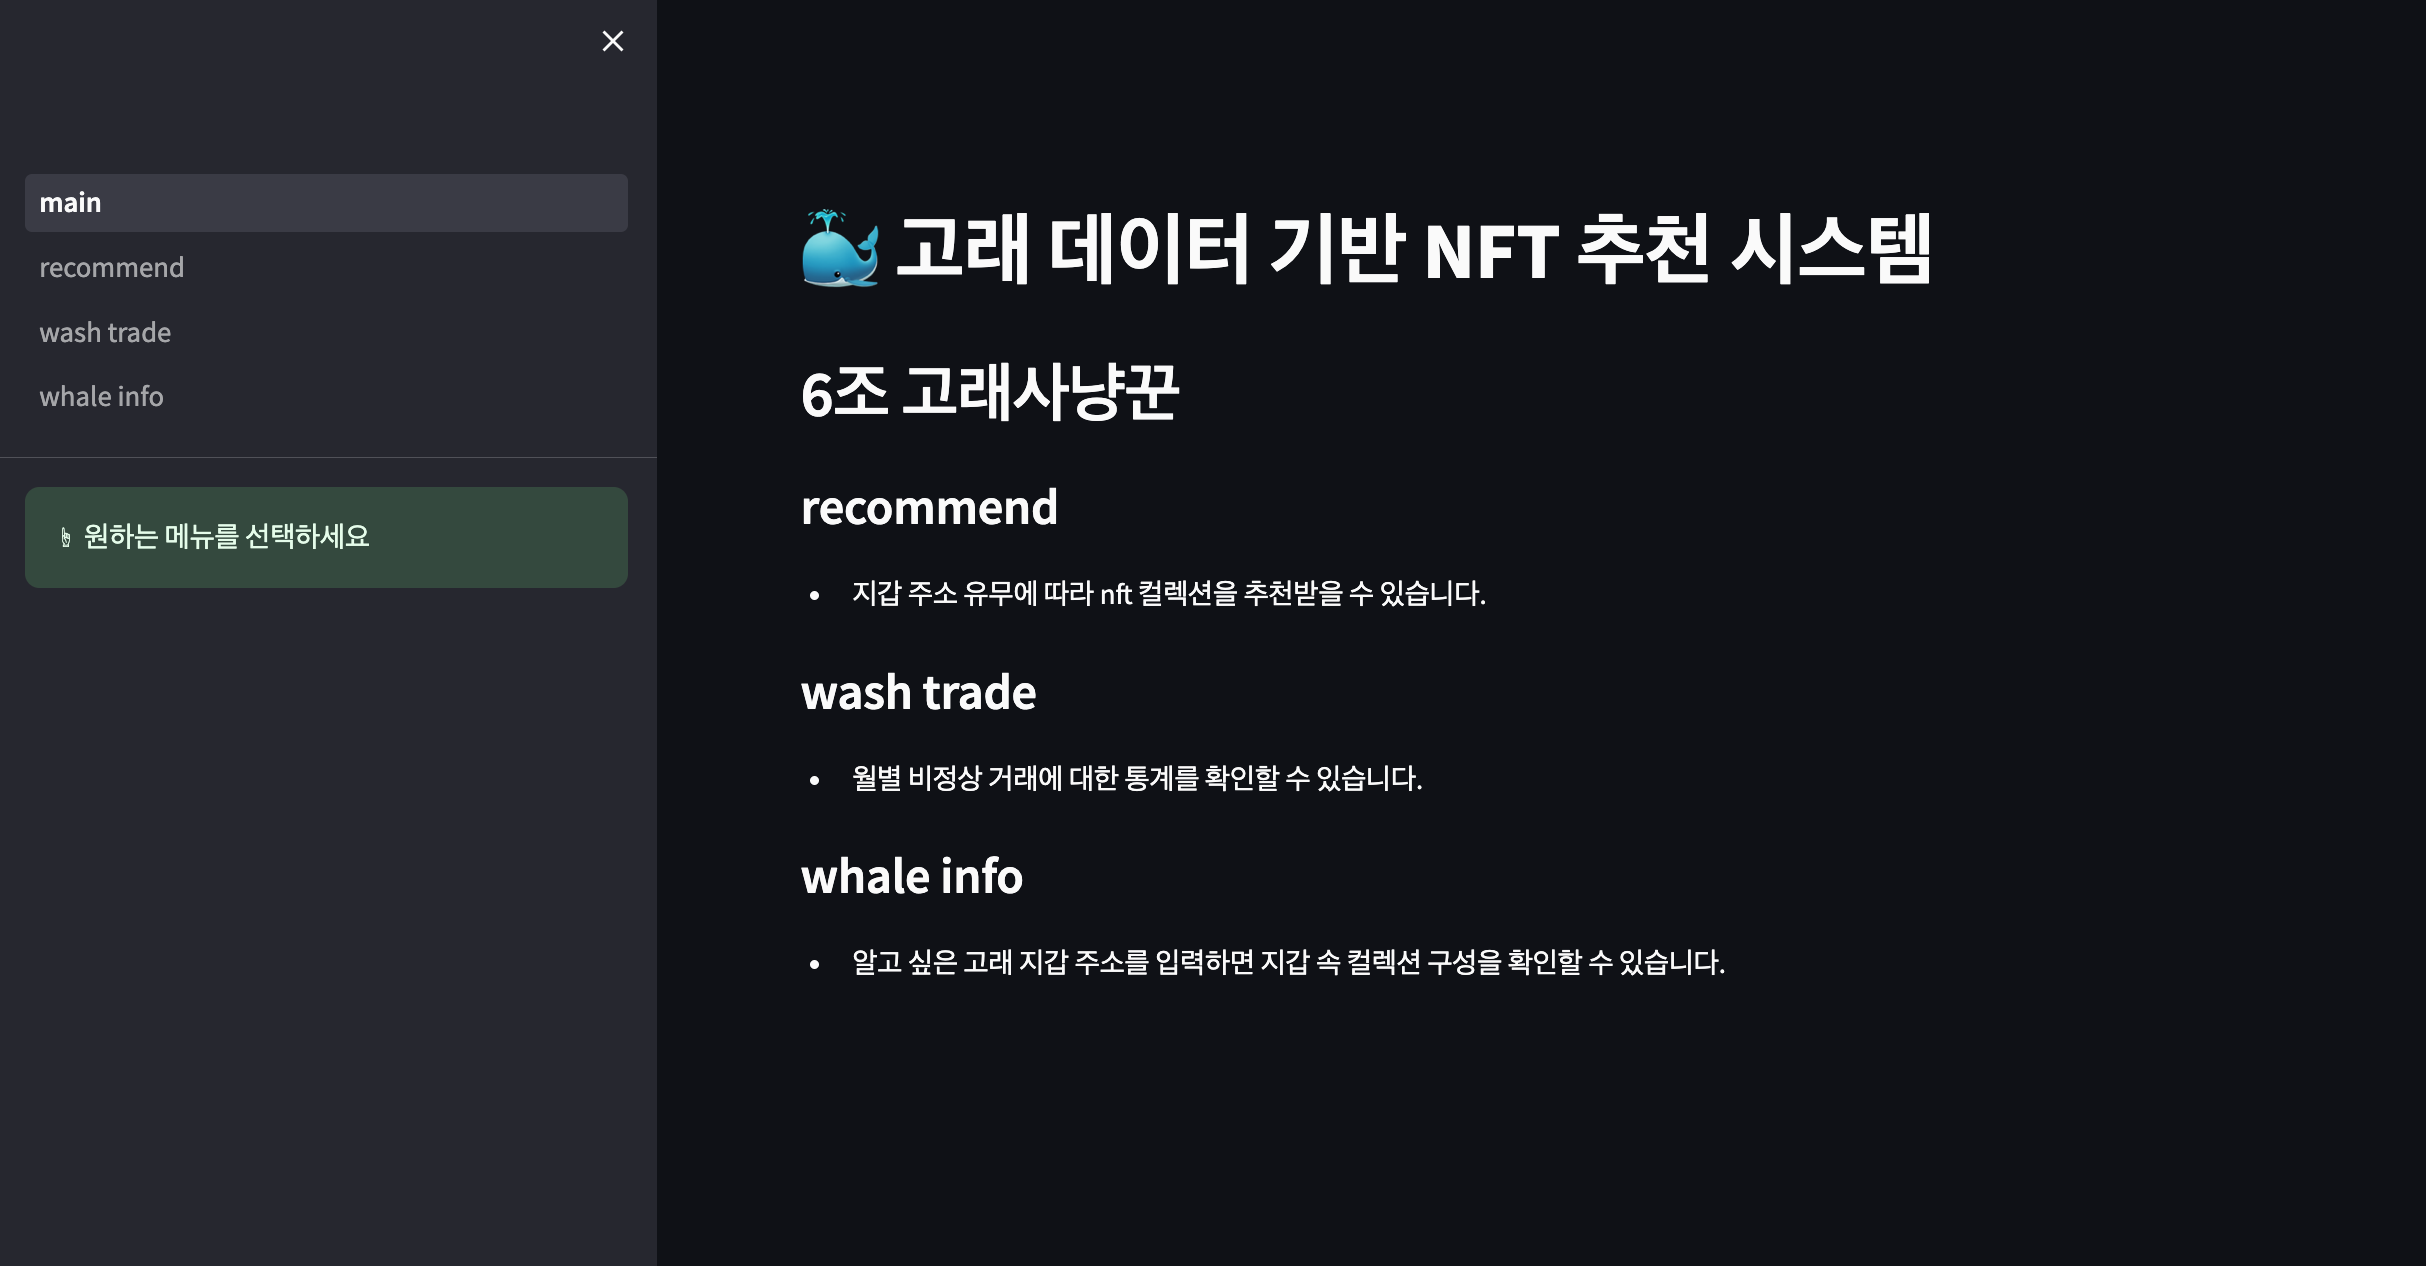 main
recommend
wash trade
whale info
☝ 원하는 메뉴를 선택하세요
🐳 고래 데이터 기반 NFT 추천 시스템
6조 고래사냥꾼
recommend
• 지갑 주소 유무에 따라 nft 컬렉션을 추천받을 수 있습니다.
wash trade
• 월별 비정상 거래에 대한 통계를 확인할 수 있습니다.
whale info
• 알고 싶은 고래 지갑 주소를 입력하면 지갑 속 컬렉션 구성을 확인할 수 있습니다.